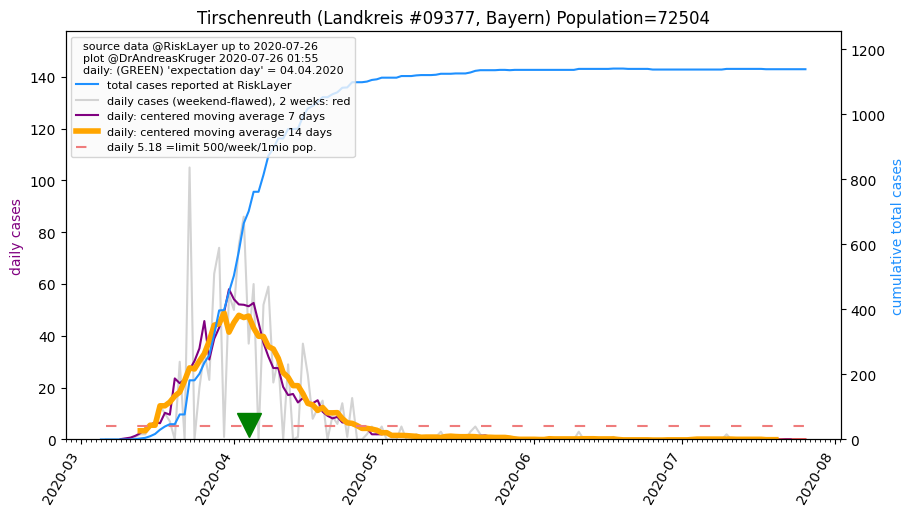 Tirschenreuth (Landkreis #09377, Bayern) Population=72504
source data @RiskLayer up to 2020-07-26
plot @DrAndreasKruger 2020-07-26 01:55
daily: (GREEN) 'expectation day' = 04.04.2020
total cases reported at RiskLayer
daily cases (weekend-flawed), 2 weeks: red
daily: centered moving average 7 days
daily: centered moving average 14 days
daily 5.18 =limit 500/week/1mio pop.
daily cases
140
120
100
80
60
40
20
0
cumulative total cases
1200
1000
800
600
400
200
0
2020-03
2020-04
2020-05
2020-06
2020-07
2020-08